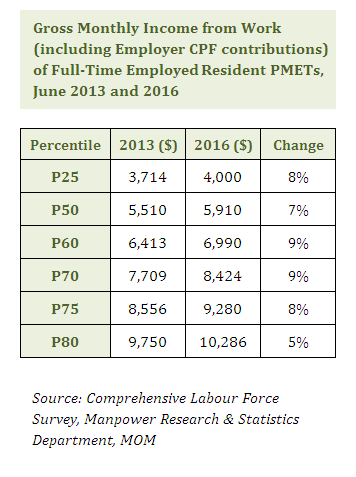 Gross Monthly Income from Work
(including Employer CPF contributions)
of Full-Time Employed Resident PMETs,
June 2013 and 2016
Percentile 2013 ($) 2016 ($) Change
P25 3,714 4,000 8%
P50 5,510 5,910 7%
P60 6,413 6,990 9%
P70 7,709 8,424 9%
P75 8,556 9,280 8%
P80 9,750 10,286 5%
Source: Comprehensive Labour Force
Survey, Manpower Research & Statistics
Department, MOM